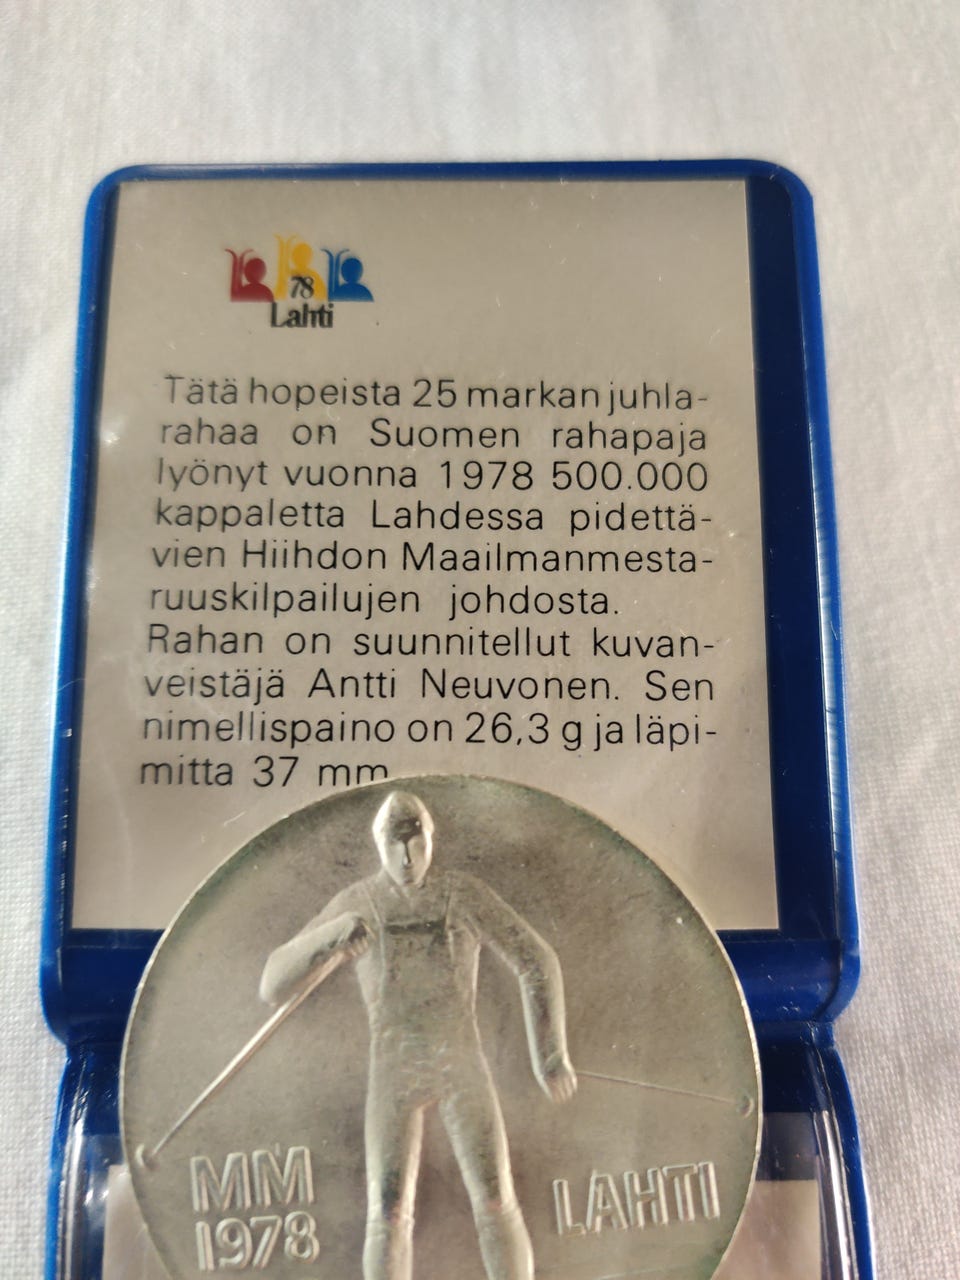 78
Lahti
Tätä hopeista 25 markan juhla-
rahaa on Suomen rahapaja
lyönyt vuonna 1978 500.000
kappaletta Lahdessa pidettä-
vien Hiihdon Maailmanmesta-
ruuskilpailujen johdosta.
Rahan on suunnitellut kuvan-
veistäjä Antti Neuvonen. Sen
nimellispaino on 26,3 g ja läpi-
mitta 37 mm
MM
1978
LAHTI